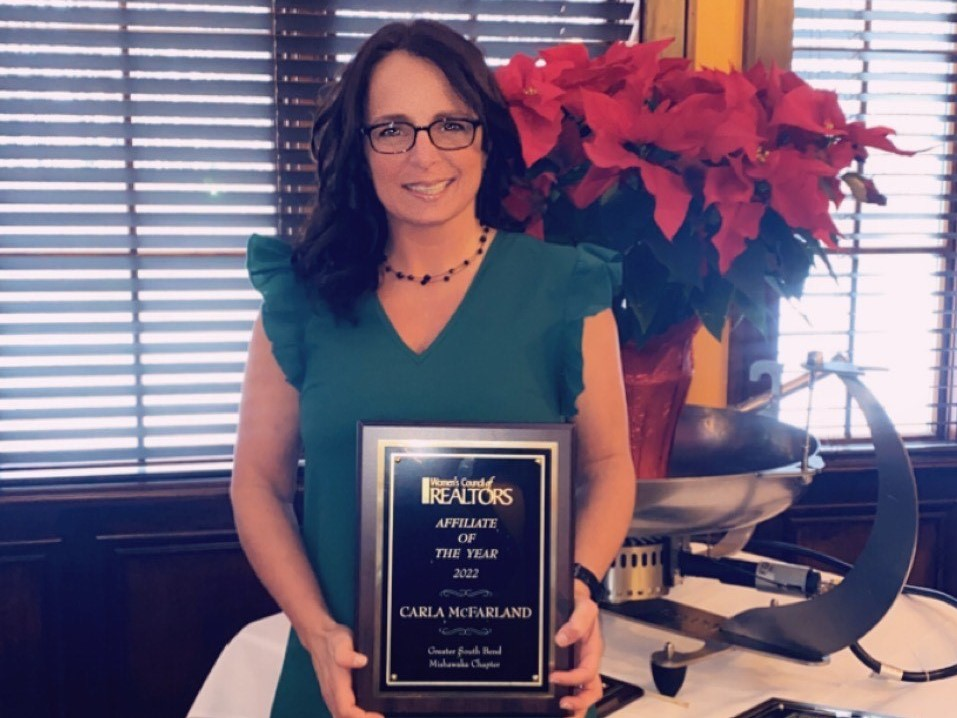 Women's Council of
REALTORS
AFFILIATE
OF
THE YEAR
2022
CARLA McFARLAND
Greater South Bend
Mishawaka Chapter